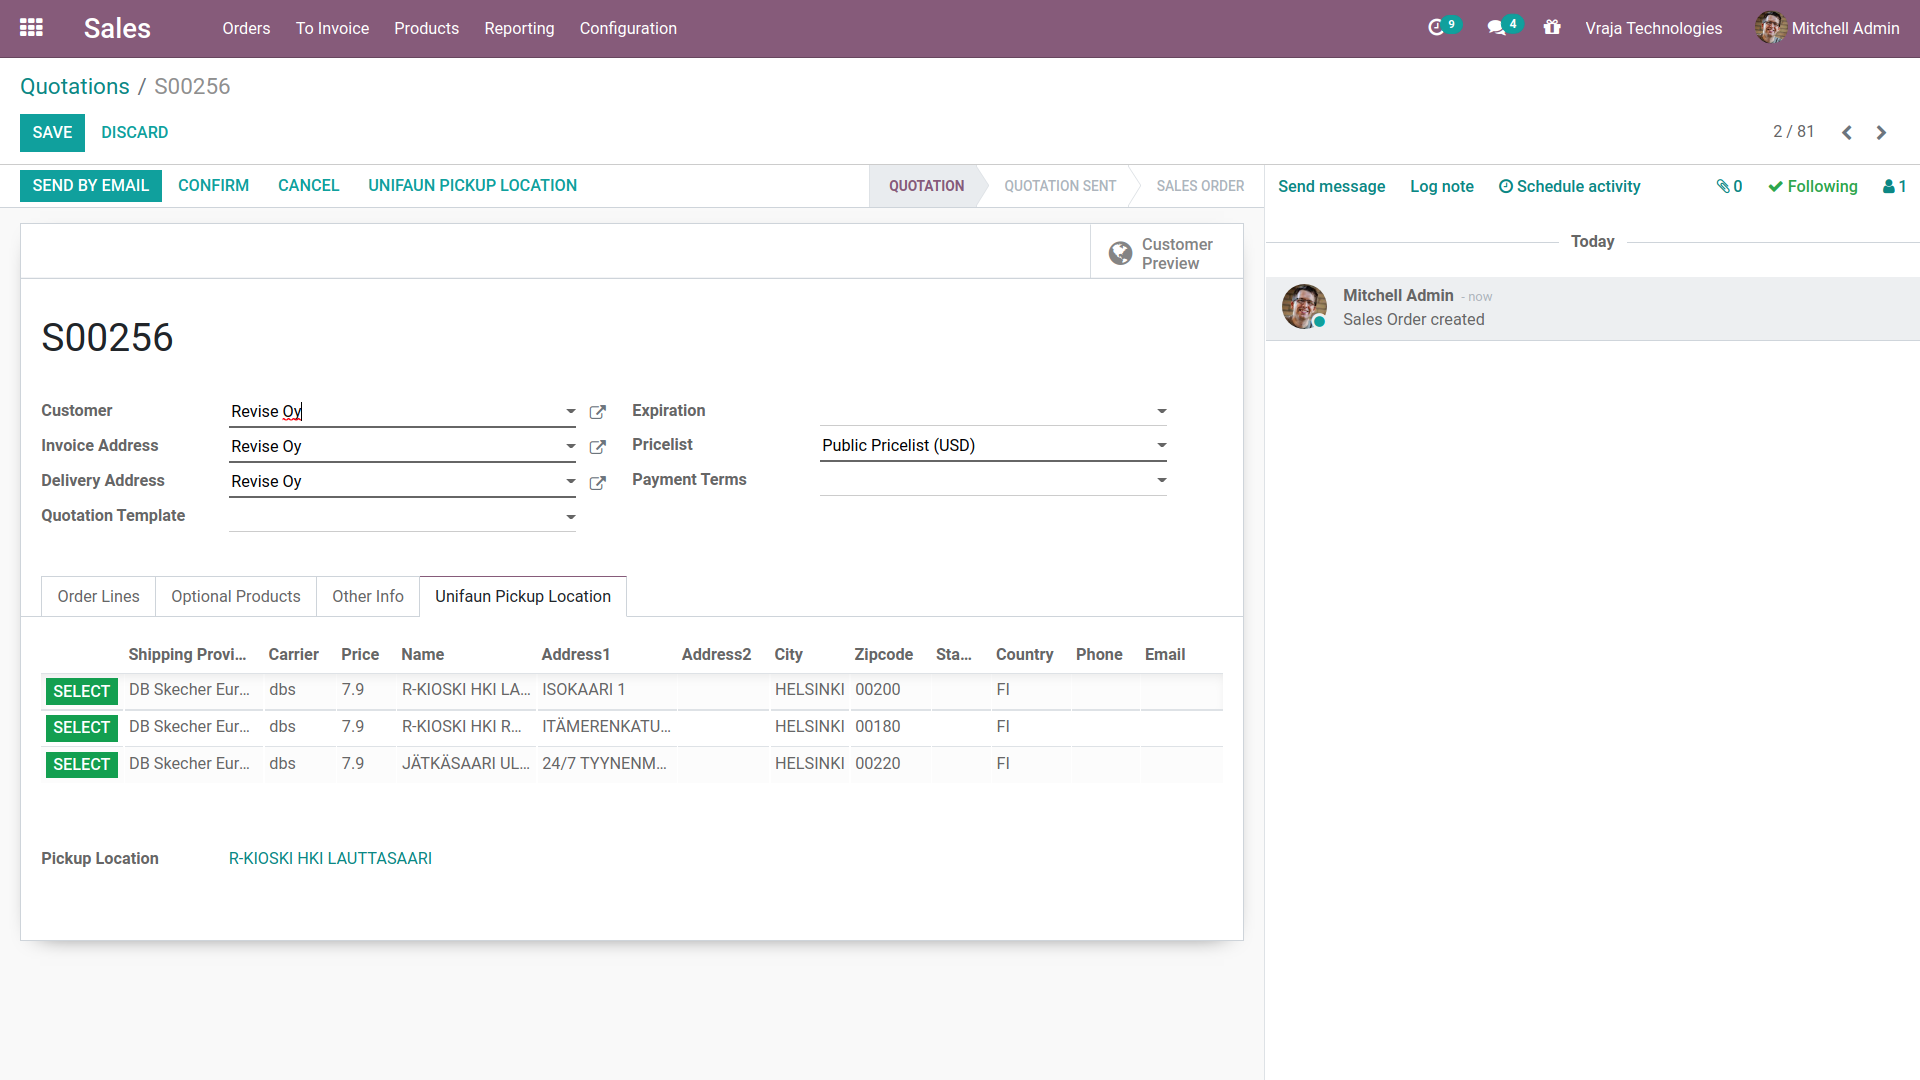 Sales Orders To Invoice Products Reporting Configuration 9 4 Vraja Technologies Mitchell Admin
Quotations / S00256
SAVE DISCARD 2 / 81
SEND BY EMAIL CONFIRM CANCEL UNIFAUN PICKUP LOCATION QUOTATION QUOTATION SENT SALES ORDER Send message Log note Schedule activity 0 Following 1
Today
Customer
Preview
Mitchell Admin - now
Sales Order created
S00256
Customer Revise Oy Expiration
Invoice Address Revise Oy Pricelist Public Pricelist (USD)
Delivery Address Revise Oy Payment Terms
Quotation Template
Order Lines Optional Products Other Info Unifaun Pickup Location
Shipping Provi... Carrier Price Name Address1 Address2 City Zipcode Sta... Country Phone Email
SELECT DB Skecher Eur... dbs 7.9 R-KIOSKI HKI LA... ISOKAARI 1 HELSINKI 00200 FI
SELECT DB Skecher Eur... dbs 7.9 R-KIOSKI HKI R... ITÄMERENKATU... HELSINKI 00180 FI
SELECT DB Skecher Eur... dbs 7.9 JÄTKÄSAARI UL... 24/7 TYYNENM... HELSINKI 00220 FI
Pickup Location R-KIOSKI HKI LAUTTASAARI